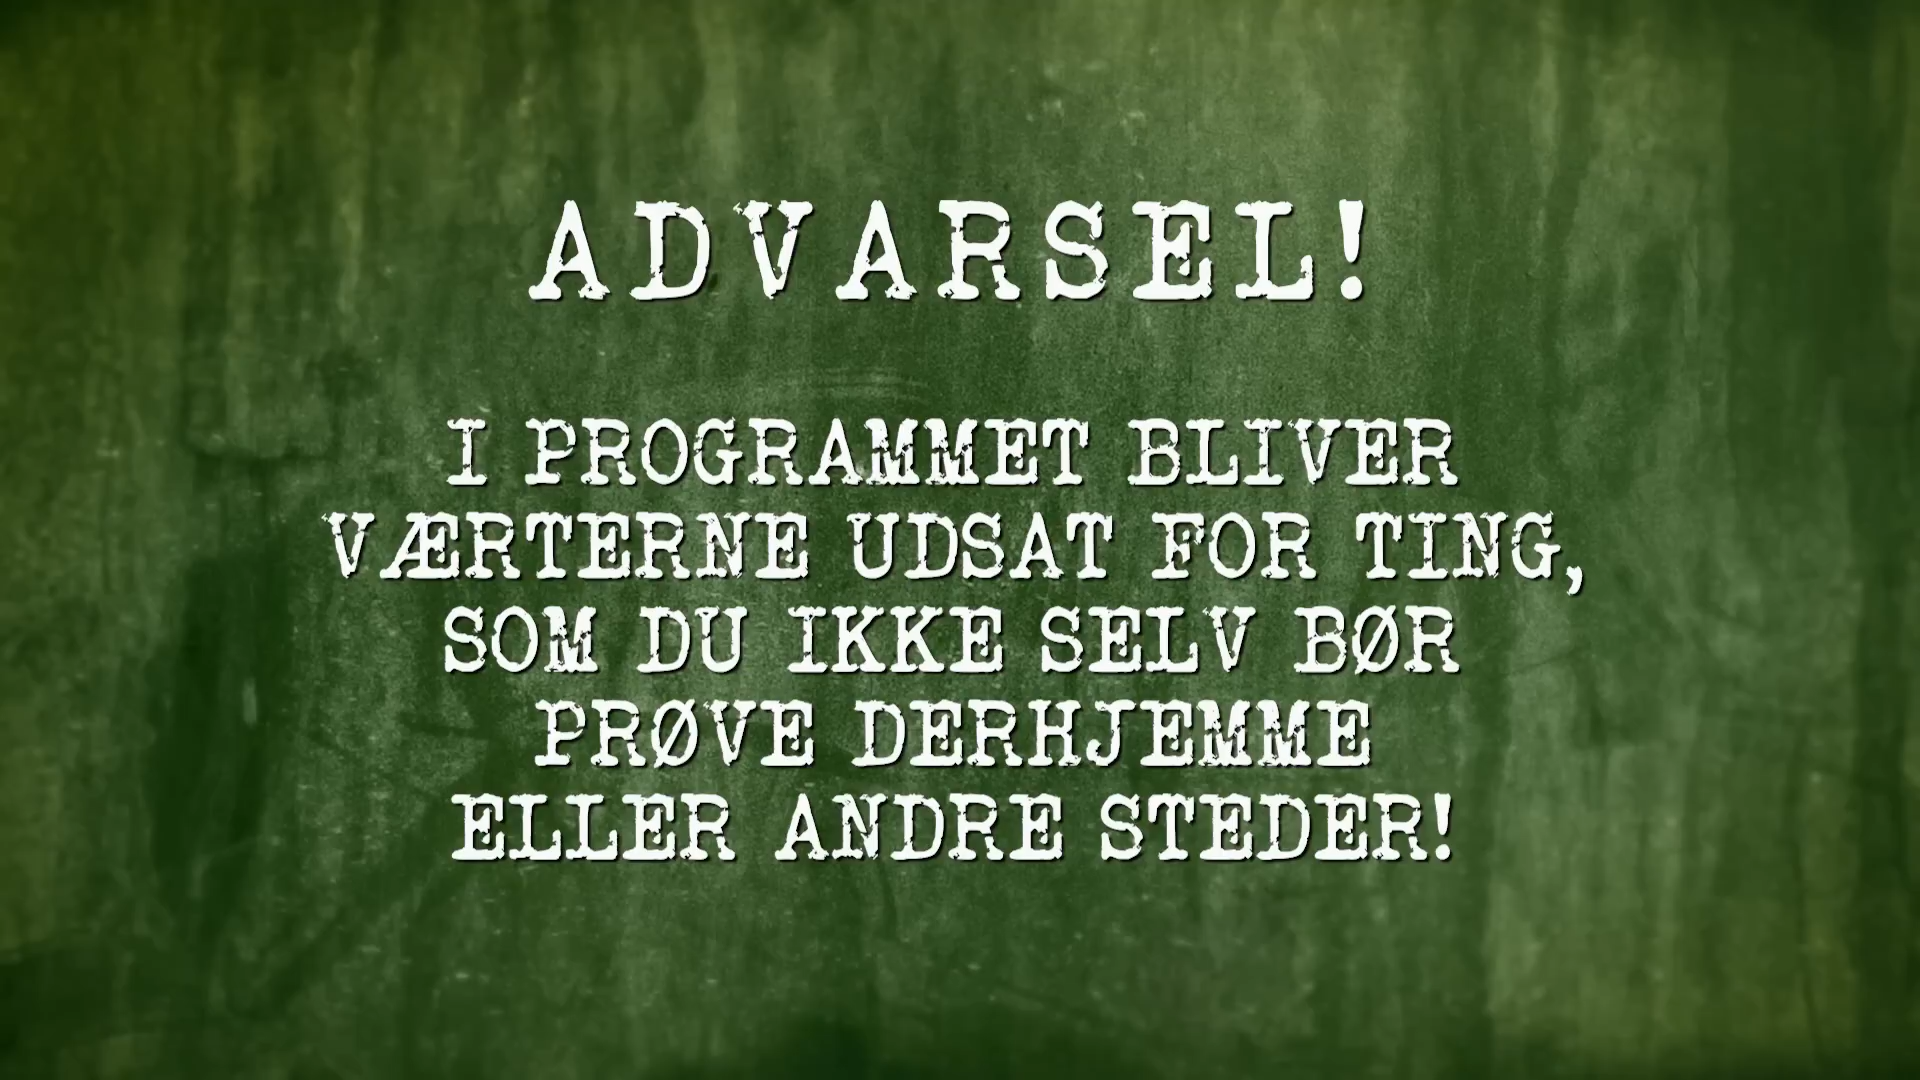 ADVARSEL!
I PROGRAMMET BLIVER
VÆRTERNE UDSAT FOR TING,
SOM DU IKKE SELV BØR
PRØVE DERHJEMME
ELLER ANDRE STEDER!